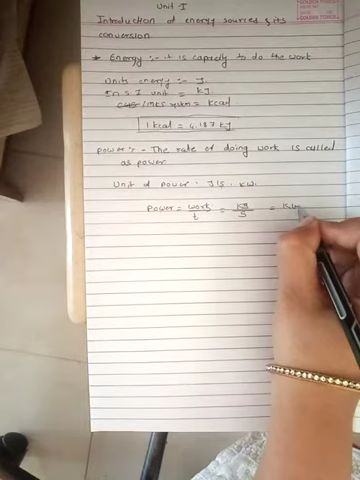 Unit-I
Introduction of energy sources & its
conversion
* Energy :- it is capacity to do the work
Units energy :- J.
In S.I unit = KJ.
/MKS system = kcal
1 kcal = 4.187 KJ
Power :- The rate of doing work is called
as power
Unit of power : J/s . kw.
Power = work/t = KJ/s = Kw